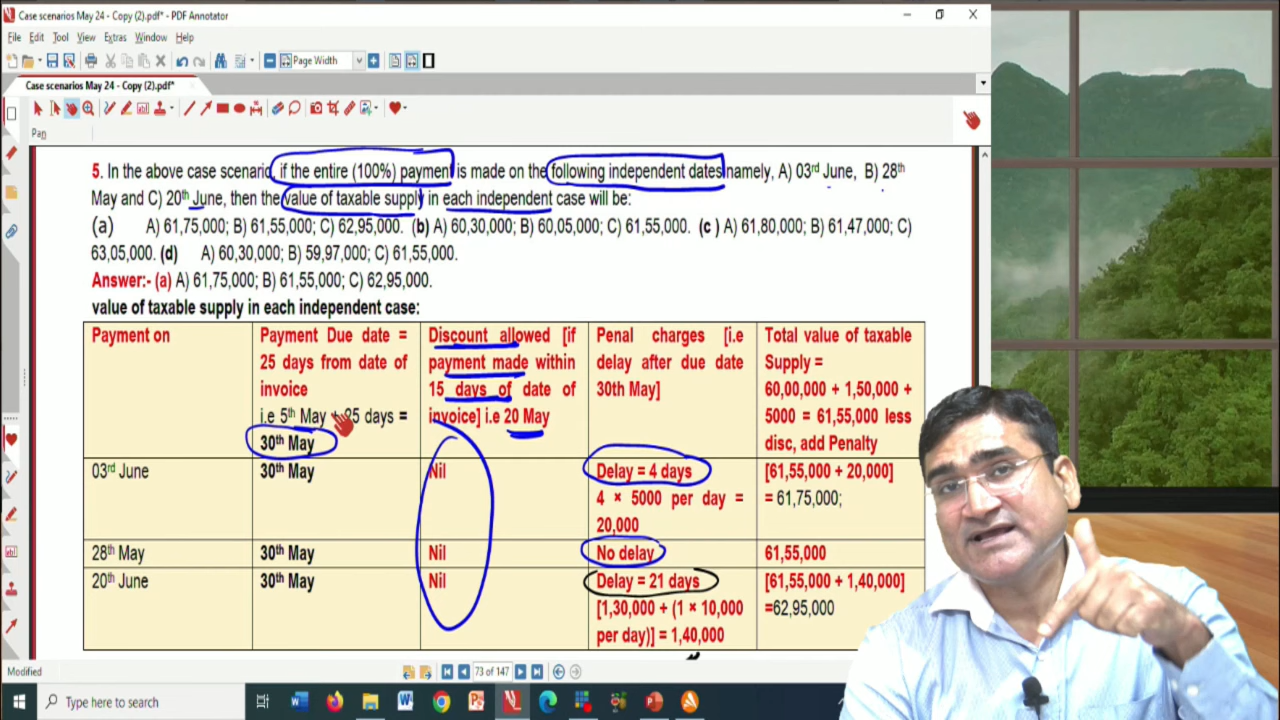 Case scenarios May 24 - Copy (2).pdf* - PDF Annotator
File Edit Tool View Extras Window Help
Page Width
Case scenarios May 24 - Copy (2).pdf*
Pan
5. In the above case scenario, if the entire (100%) payment is made on the following independent dates namely, A) 03rd June, B) 28th
May and C) 20th June, then the value of taxable supply in each independent case will be:
(a) A) 61,75,000; B) 61,55,000; C) 62,95,000. (b) A) 60,30,000; B) 60,05,000; C) 61,55,000. (c ) A) 61,80,000; B) 61,47,000; C)
63,05,000. (d) A) 60,30,000; B) 59,97,000; C) 61,55,000.
Answer:- (a) A) 61,75,000; B) 61,55,000; C) 62,95,000.
value of taxable supply in each independent case:
Payment on
Payment Due date =
25 days from date of
invoice
i.e 5th May + 25 days =
30th May
Discount allowed [if
payment made within
15 days of date of
invoice] i.e 20 May
Penal charges [i.e
delay after due date
30th May]
Total value of taxable
Supply =
60,00,000 + 1,50,000 +
5000 = 61,55,000 less
disc, add Penalty
03rd June
30th May
Nil
Delay = 4 days
4 × 5000 per day =
20,000
[61,55,000 + 20,000]
= 61,75,000;
28th May
30th May
Nil
No delay
61,55,000
20th June
30th May
Nil
Delay = 21 days
[1,30,000 + (1 × 10,000
per day)] = 1,40,000
[61,55,000 + 1,40,000]
=62,95,000
Modified
73 of 147
Type here to search